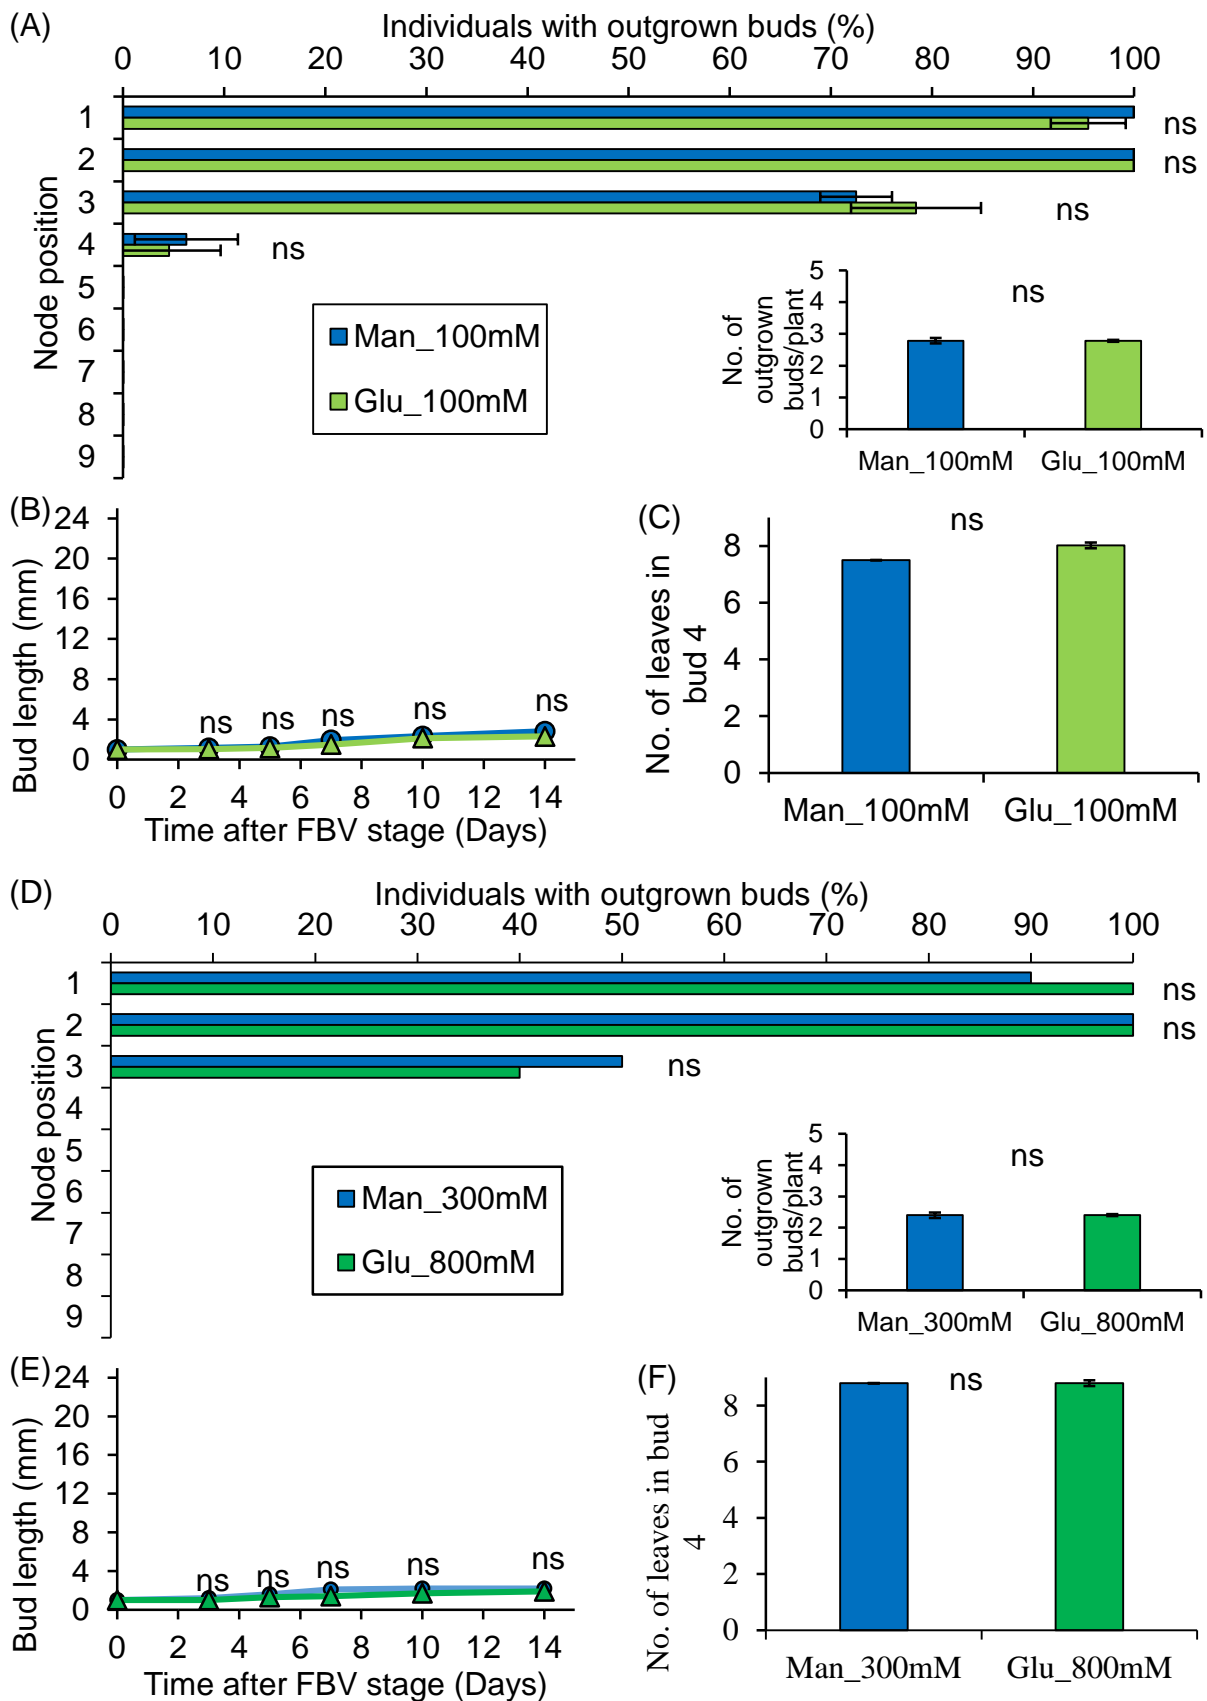 (A)
Individuals with outgrown buds (%)
0 10 20 30 40 50 60 70 80 90 100
Node position
1
2
3
4
5
6
7
8
9
ns
ns
ns
ns
Man_100mM
Glu_100mM
No. of
outgrown
buds/plant
5
4
3
2
1
0
ns
Man_100mM Glu_100mM
(B)
Bud length (mm)
24
20
16
12
8
4
0
ns ns ns ns ns
0 2 4 6 8 10 12 14
Time after FBV stage (Days)
(C)
No. of leaves in
bud 4
8
6
4
2
0
ns
Man_100mM Glu_100mM
(D)
Individuals with outgrown buds (%)
0 10 20 30 40 50 60 70 80 90 100
Node position
1
2
3
4
5
6
7
8
9
ns
ns
ns
Man_300mM
Glu_800mM
No. of
outgrown
buds/plant
5
4
3
2
1
0
ns
Man_300mM Glu_800mM
(E)
Bud length (mm)
24
20
16
12
8
4
0
ns ns ns ns ns
0 2 4 6 8 10 12 14
Time after FBV stage (Days)
(F)
No. of leaves in bud
4
8
6
4
2
0
ns
Man_300mM Glu_800mM